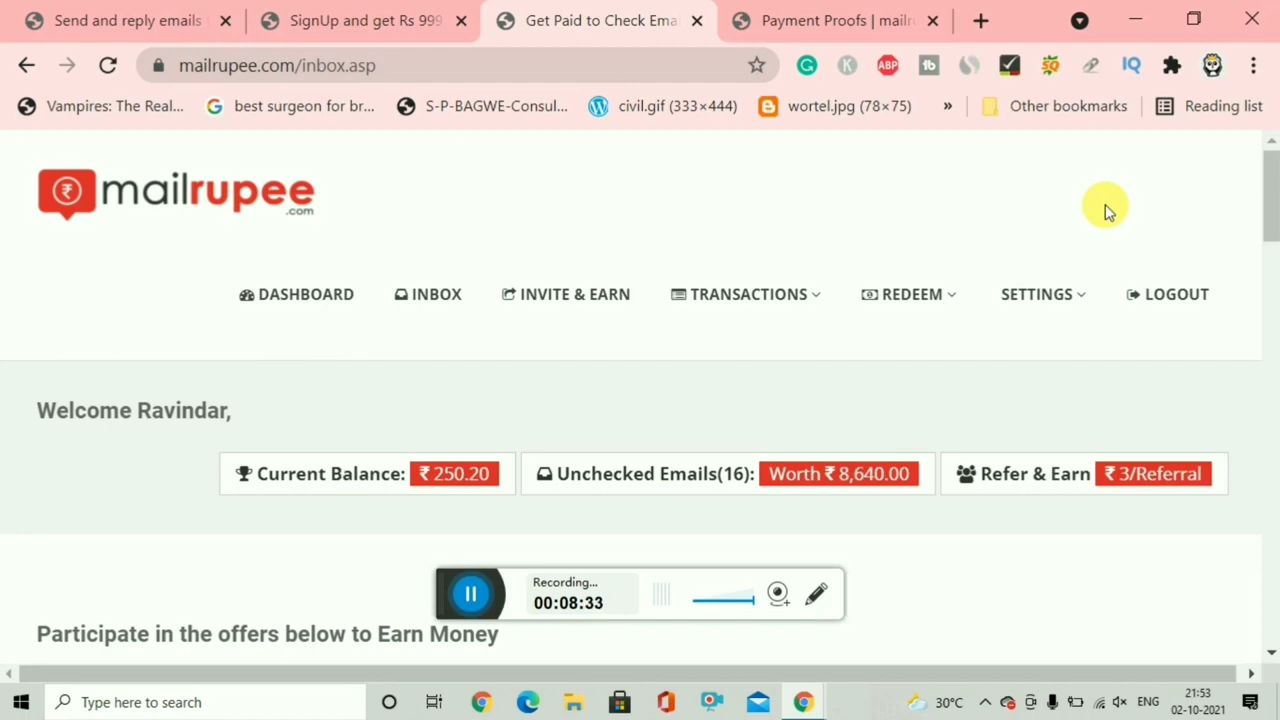 Send and reply emails
SignUp and get Rs 999
Get Paid to Check Ema
Payment Proofs | mailr
mailrupee.com/inbox.asp
Vampires: The Real...
best surgeon for br...
S-P-BAGWE-Consul...
civil.gif (333×444)
wortel.jpg (78×75)
»
Other bookmarks
Reading list
mailrupee
.com
DASHBOARD
INBOX
INVITE & EARN
TRANSACTIONS
REDEEM
SETTINGS
LOGOUT
Welcome Ravindar,
Current Balance: ₹ 250.20
Unchecked Emails(16): Worth ₹ 8,640.00
Refer & Earn ₹ 3/Referral
Recording...
00:08:33
Participate in the offers below to Earn Money
Type here to search
30°C
ENG
21:53
02-10-2021